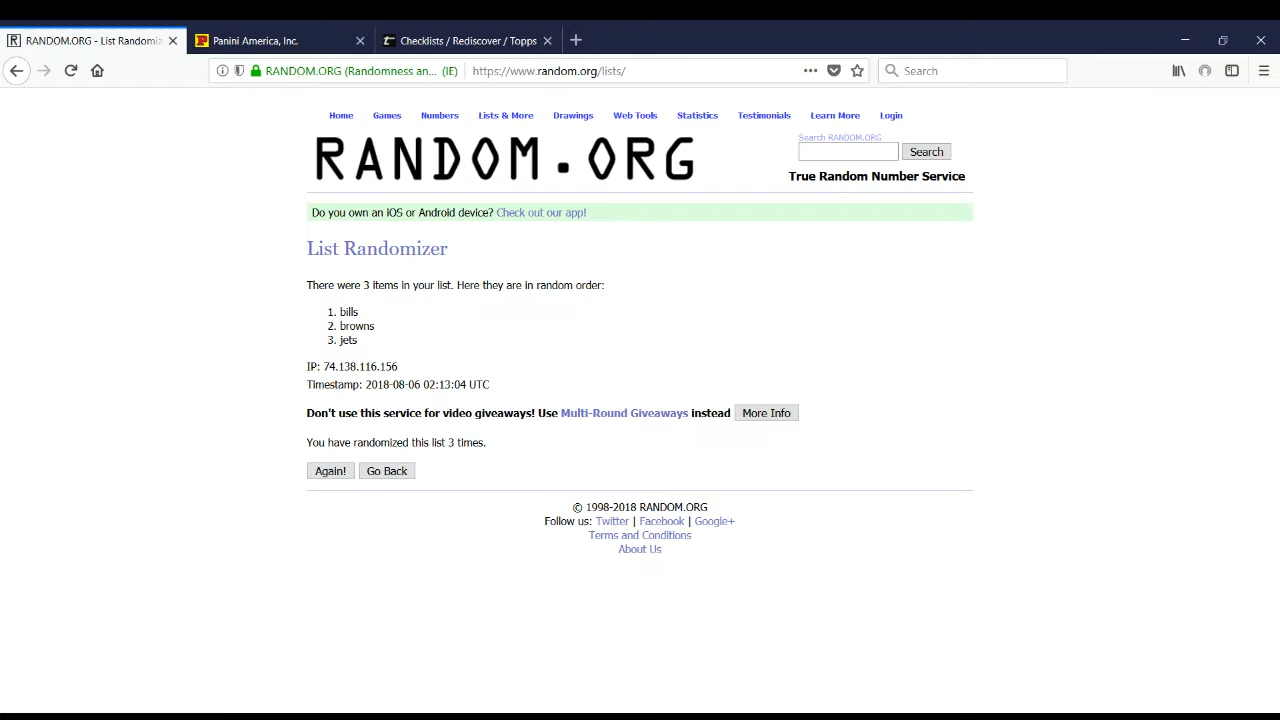 RANDOM.ORG - List Randomiz
Panini America, Inc.
Checklists / Rediscover / Topps
RANDOM.ORG (Randomness an... (IE)
https://www.random.org/lists/
Search
Home Games Numbers Lists & More Drawings Web Tools Statistics Testimonials Learn More Login
RANDOM.ORG
Search RANDOM.ORG
Search
True Random Number Service
Do you own an iOS or Android device? Check out our app!
List Randomizer
There were 3 items in your list. Here they are in random order:
1. bills
2. browns
3. jets
IP: 74.138.116.156
Timestamp: 2018-08-06 02:13:04 UTC
Don't use this service for video giveaways! Use Multi-Round Giveaways instead More Info
You have randomized this list 3 times.
Again! Go Back
© 1998-2018 RANDOM.ORG
Follow us: Twitter | Facebook | Google+
Terms and Conditions
About Us